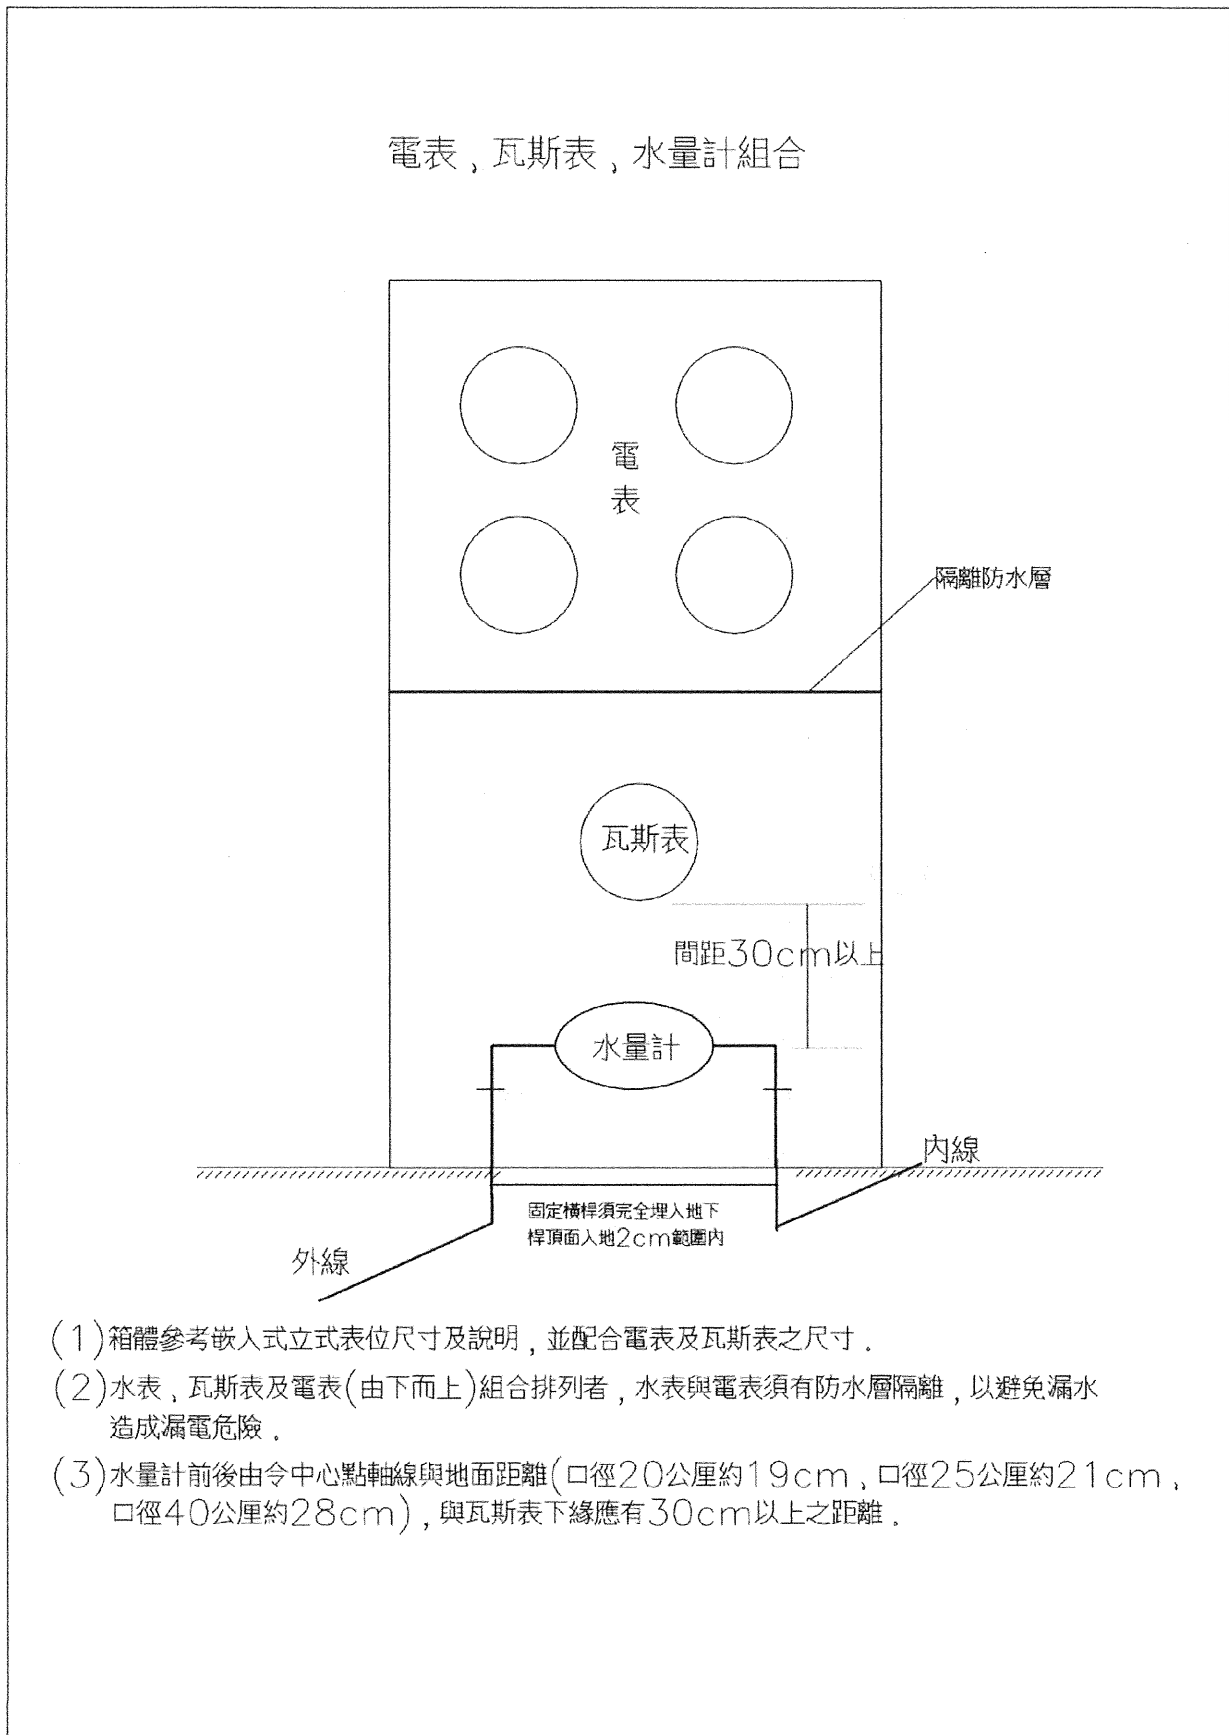 電表、瓦斯表、水量計組合
電
表
隔離防水層
瓦斯表
間距30cm以上
水量計
內線
固定橫桿須完全埋入地下
桿頂面入地2cm範圍內
外線
(1)箱體參考嵌入式立式表位尺寸及說明，並配合電表及瓦斯表之尺寸．
(2)水表、瓦斯表及電表(由下而上)組合排列者，水表與電表須有防水層隔離，以避免漏水
造成漏電危險．
(3)水量計前後由令中心點軸線與地面距離(口徑20公厘約19cm、口徑25公厘約21cm、
口徑40公厘約28cm)，與瓦斯表下緣應有30cm以上之距離．